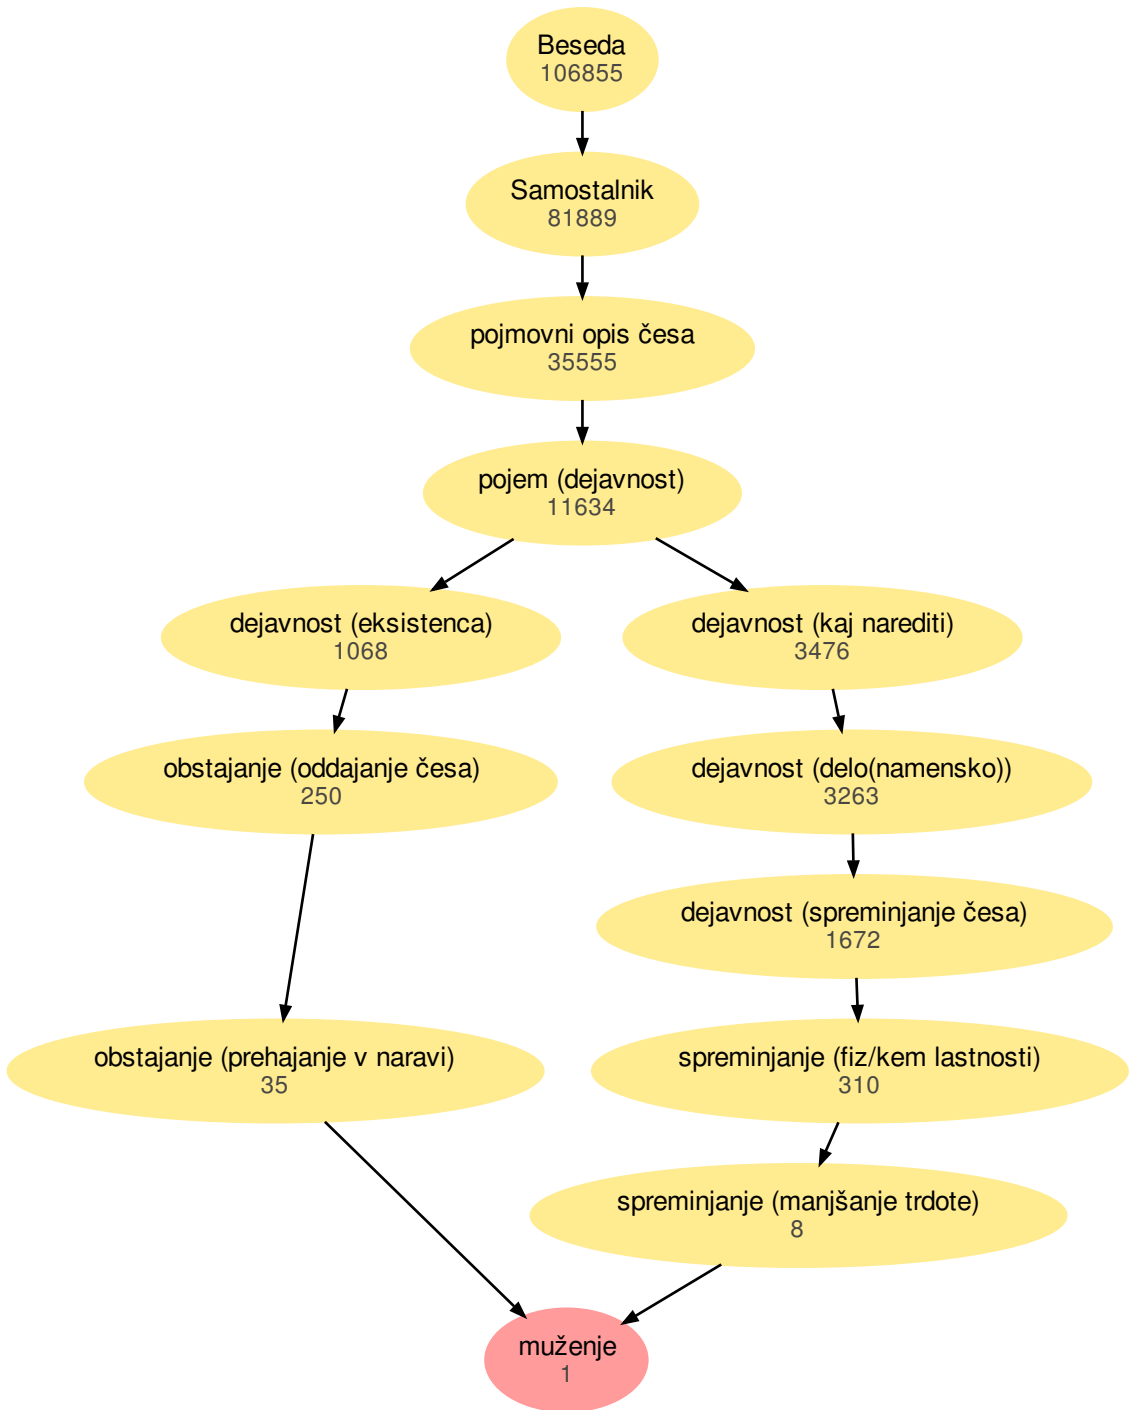 Beseda
106855
Samostalnik
81889
pojmovni opis česa
35555
pojem (dejavnost)
11634
dejavnost (eksistenca)
1068
dejavnost (kaj narediti)
3476
obstajanje (oddajanje česa)
250
dejavnost (delo(namensko))
3263
dejavnost (spreminjanje česa)
1672
obstajanje (prehajanje v naravi)
35
spreminjanje (fiz/kem lastnosti)
310
spreminjanje (manjšanje trdote)
8
muženje
1